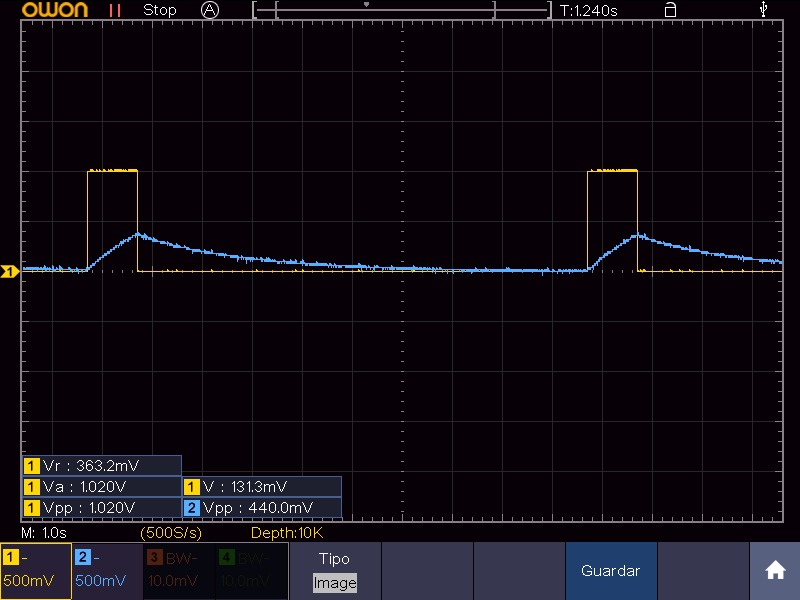 OWON Stop A T:1.240s
1
1 Vr : 363.2mV
1 Va : 1.020V 1 V : 131.3mV
1 Vpp : 1.020V 2 Vpp : 440.0mV
M: 1.0s (500S/s) Depth:10K
1 - 2 - 3 BW- 4 BW- Tipo
500mV 500mV 10.0mV 10.0mV Image Guardar